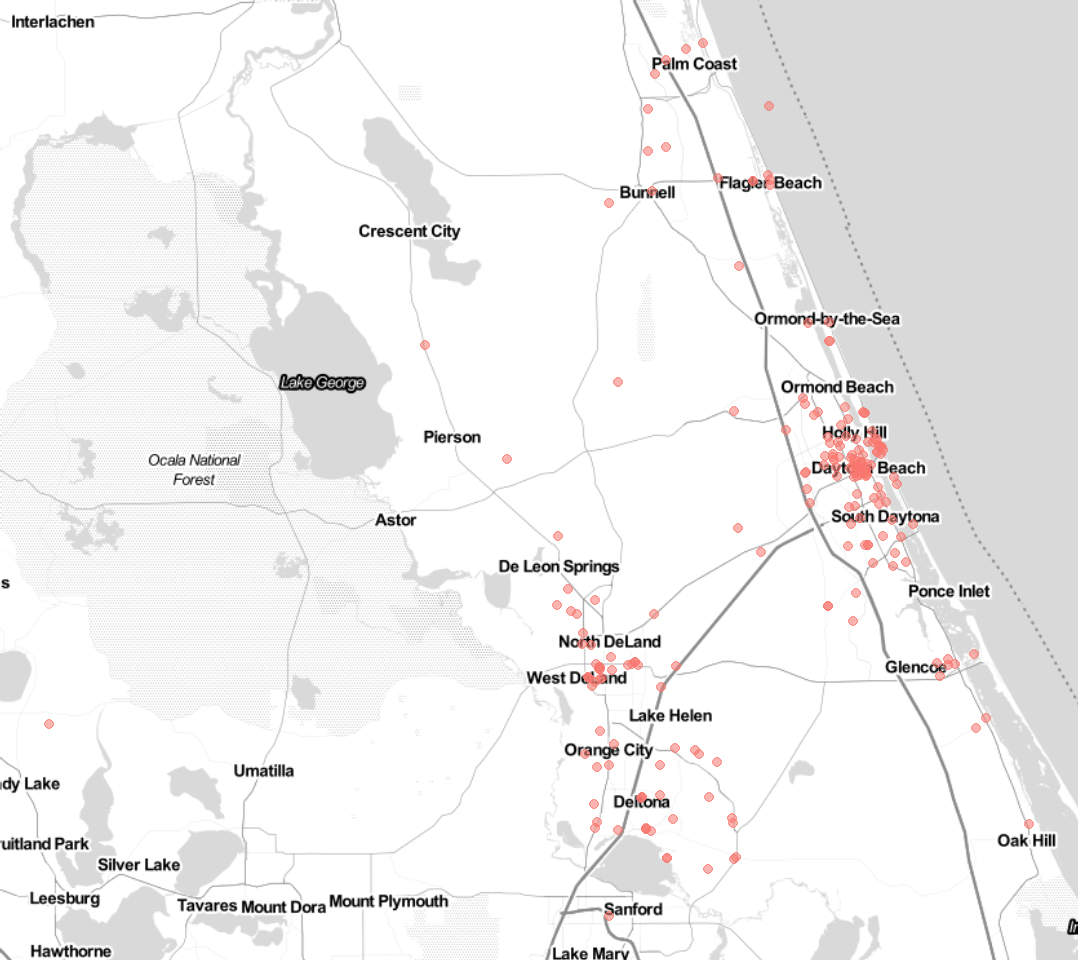 Interlachen
Palm Coast
Flagler Beach
Bunnell
Crescent City
Ormond-by-the-Sea
Lake George
Ormond Beach
Holly Hill
Pierson
Ocala National
Forest
Daytona Beach
Astor
South Daytona
De Leon Springs
s
Ponce Inlet
North DeLand
Glencoe
West DeLand
Lake Helen
Orange City
Umatilla
dy Lake
Deltona
Oak Hill
uitland Park
Silver Lake
Leesburg
Tavares
Mount Dora
Mount Plymouth
Sanford
Hawthorne
Lake Mary